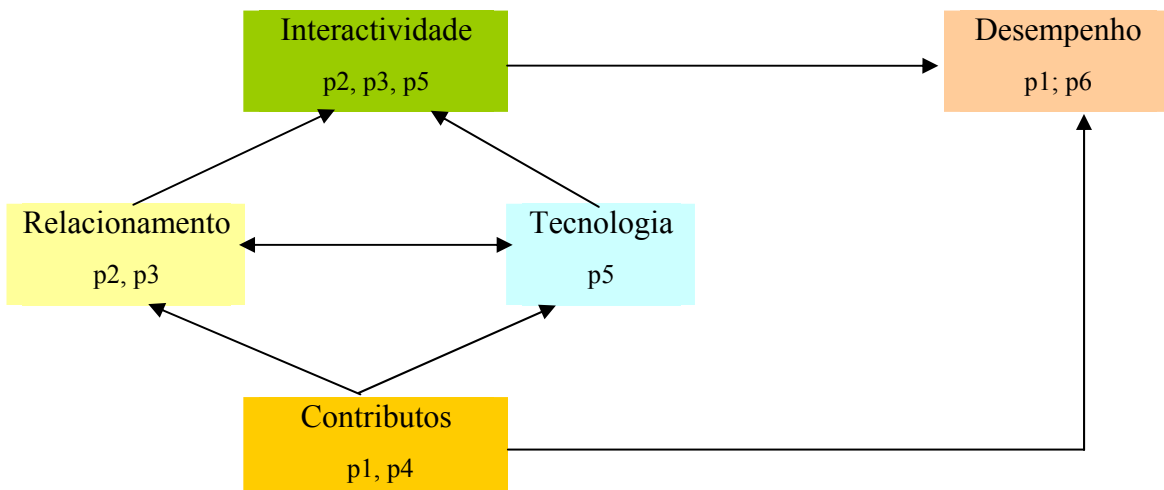 Interactividade
p2, p3, p5
Desempenho
p1; p6
Relacionamento
p2, p3
Tecnologia
p5
Contributos
p1, p4